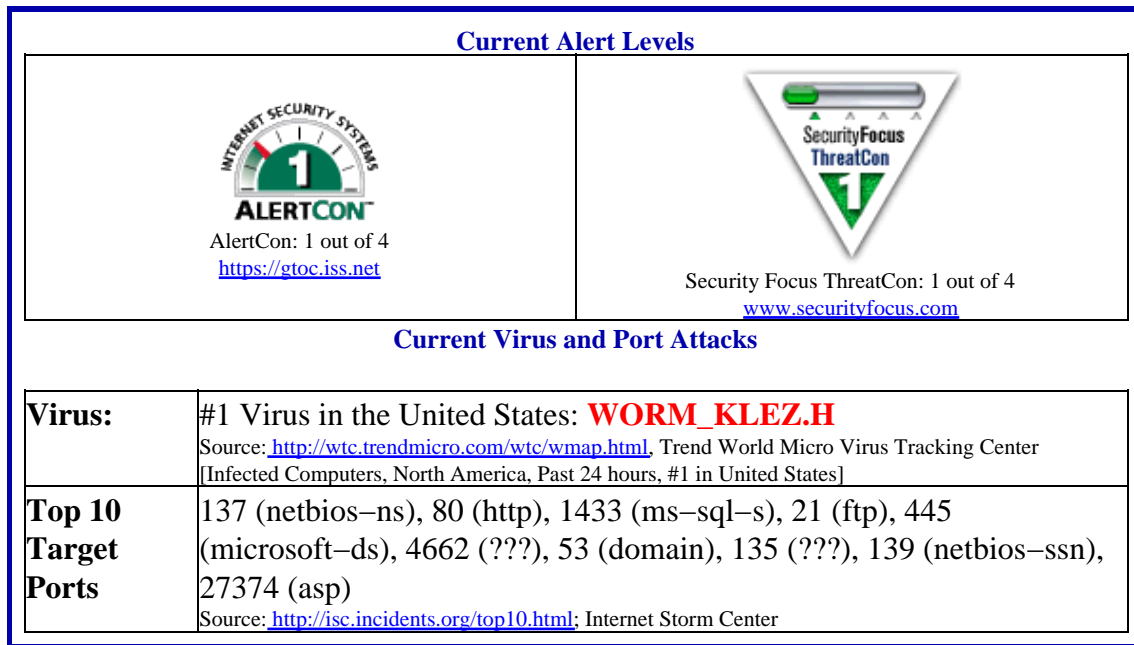 Current Alert Levels
INTERNET SECURITY SYSTEMS
1
ALERTCON™
AlertCon: 1 out of 4
https://gtoc.iss.net
SecurityFocus
ThreatCon
1
Security Focus ThreatCon: 1 out of 4
www.securityfocus.com
Current Virus and Port Attacks
Virus:
#1 Virus in the United States: WORM_KLEZ.H
Source: http://wtc.trendmicro.com/wtc/wmap.html, Trend World Micro Virus Tracking Center
[Infected Computers, North America, Past 24 hours, #1 in United States]
Top 10
Target
Ports
137 (netbios−ns), 80 (http), 1433 (ms−sql−s), 21 (ftp), 445
(microsoft−ds), 4662 (???), 53 (domain), 135 (???), 139 (netbios−ssn),
27374 (asp)
Source: http://isc.incidents.org/top10.html; Internet Storm Center